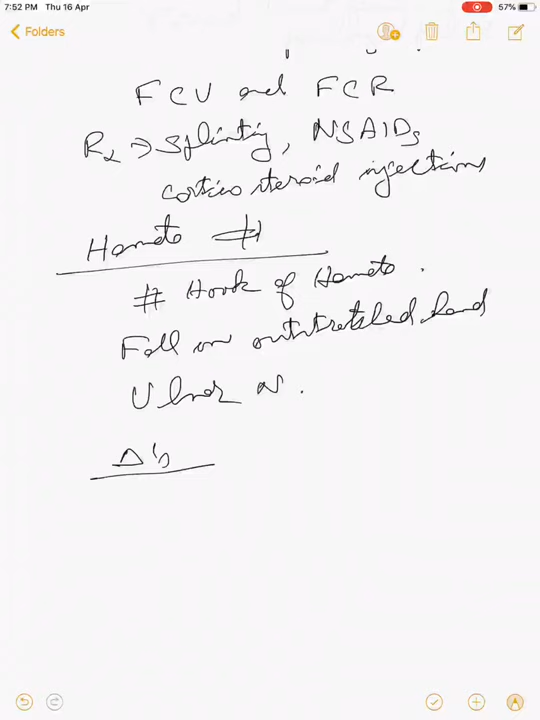 7:52 PM Thu 16 Apr 57%
Folders
FCU and FCR
Rx => Splinting, NSAIDs,
corticosteroid injections
Hamate #
# Hook of Hamate.
Fall on outstretched hand
Ulnar N.
Δ's